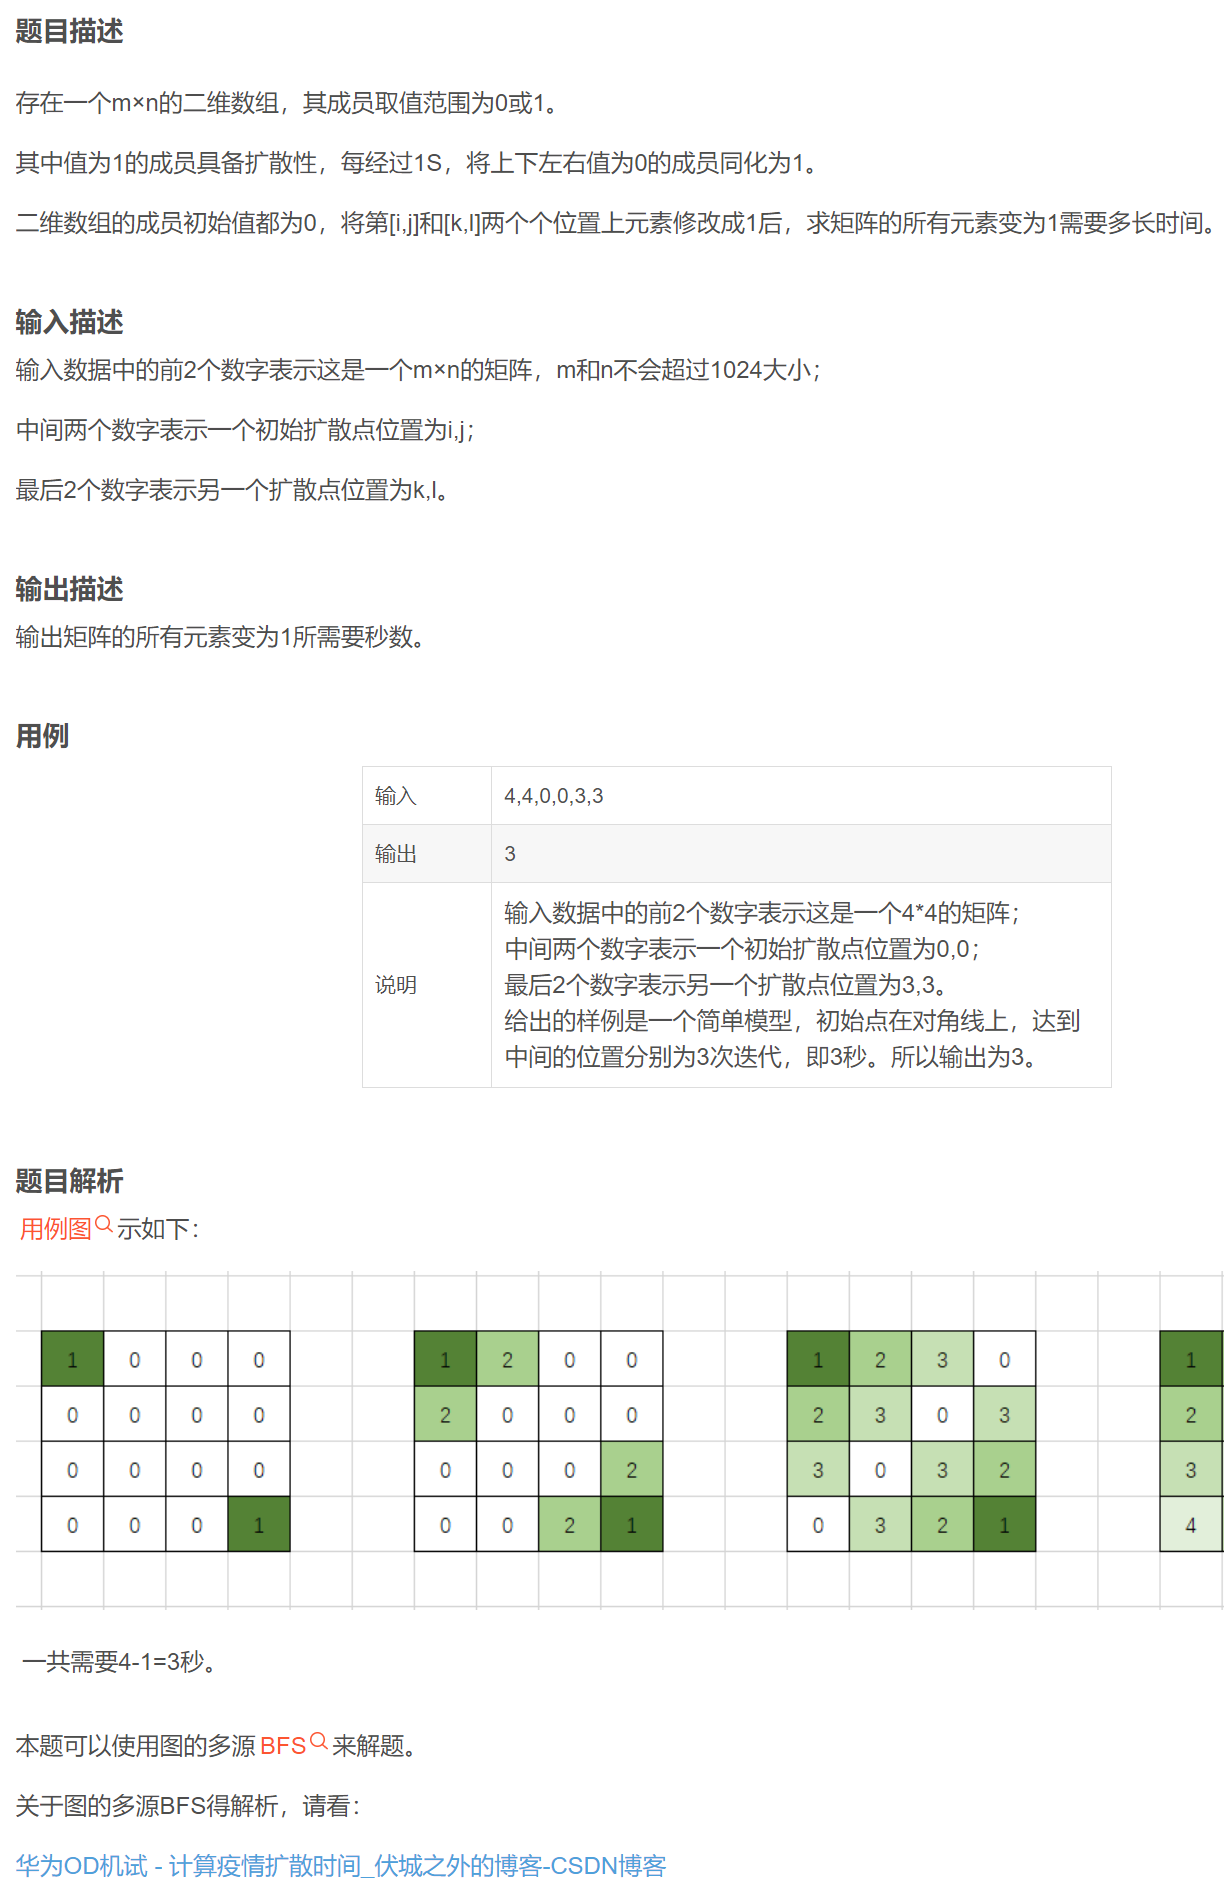 题目描述
存在一个m×n的二维数组，其成员取值范围为0或1。
其中值为1的成员具备扩散性，每经过1S，将上下左右值为0的成员同化为1。
二维数组的成员初始值都为0，将第[i,j]和[k,l]两个个位置上元素修改成1后，求矩阵的所有元素变为1需要多长时间。
输入描述
输入数据中的前2个数字表示这是一个m×n的矩阵，m和n不会超过1024大小；
中间两个数字表示一个初始扩散点位置为i,j；
最后2个数字表示另一个扩散点位置为k,l。
输出描述
输出矩阵的所有元素变为1所需要秒数。
用例
输入 4,4,0,0,3,3
输出 3
说明 输入数据中的前2个数字表示这是一个4*4的矩阵；
中间两个数字表示一个初始扩散点位置为0,0；
最后2个数字表示另一个扩散点位置为3,3。
给出的样例是一个简单模型，初始点在对角线上，达到
中间的位置分别为3次迭代，即3秒。所以输出为3。
题目解析
用例图示如下：
1 0 0 0 1 2 0 0 1 2 3 0 1
0 0 0 0 2 0 0 0 2 3 0 3 2
0 0 0 0 0 0 0 2 3 0 3 2 3
0 0 0 1 0 0 2 1 0 3 2 1 4
一共需要4-1=3秒。
本题可以使用图的多源 BFS 来解题。
关于图的多源BFS得解析，请看：
华为OD机试 - 计算疫情扩散时间_伏城之外的博客-CSDN博客